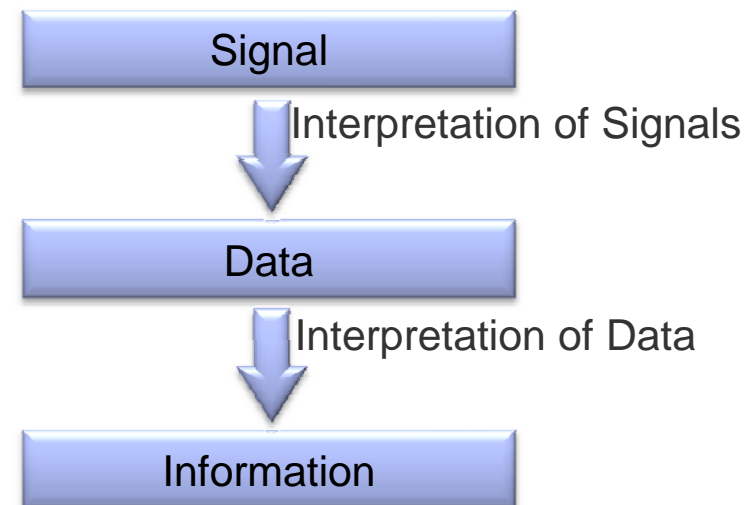 Signal
Interpretation of Signals
Data
Interpretation of Data
Information